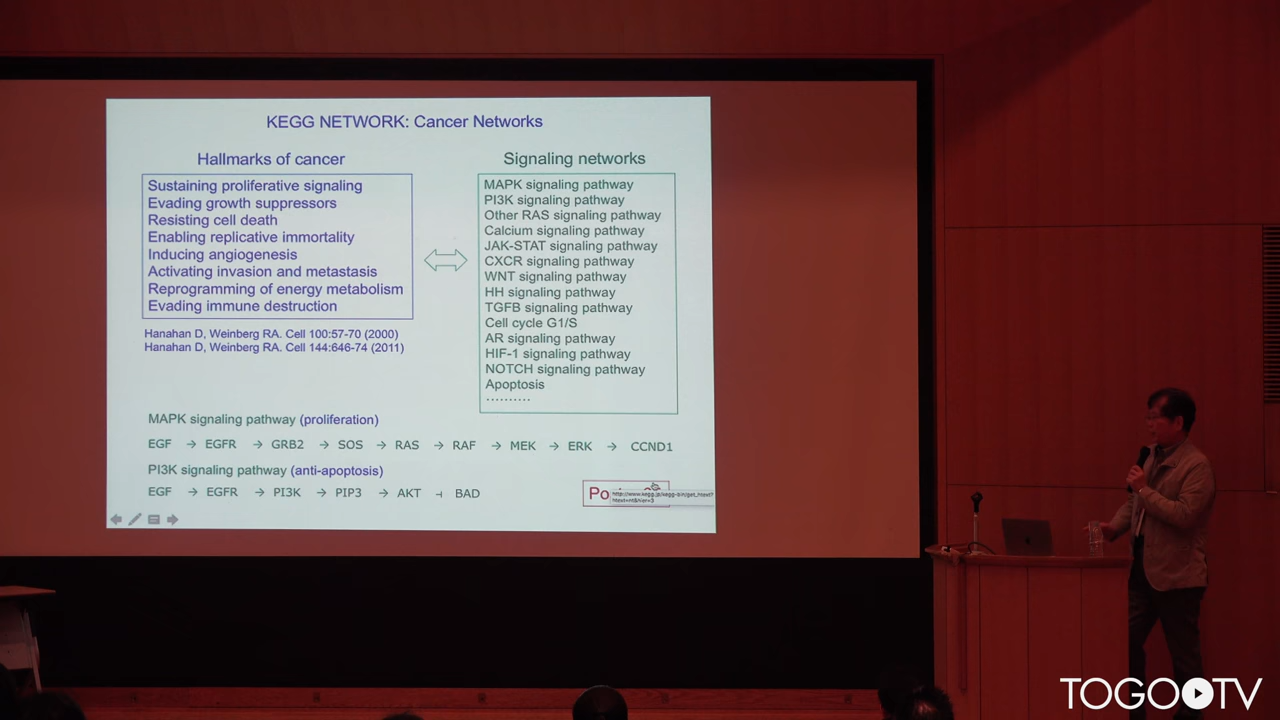 KEGG NETWORK: Cancer Networks
Hallmarks of cancer
Sustaining proliferative signaling
Evading growth suppressors
Resisting cell death
Enabling replicative immortality
Inducing angiogenesis
Activating invasion and metastasis
Reprogramming of energy metabolism
Evading immune destruction
Hanahan D, Weinberg RA. Cell 100:57-70 (2000)
Hanahan D, Weinberg RA. Cell 144:646-74 (2011)
Signaling networks
MAPK signaling pathway
PI3K signaling pathway
Other RAS signaling pathway
Calcium signaling pathway
JAK-STAT signaling pathway
CXCR signaling pathway
WNT signaling pathway
HH signaling pathway
TGFB signaling pathway
Cell cycle G1/S
AR signaling pathway
HIF-1 signaling pathway
NOTCH signaling pathway
Apoptosis
..........
MAPK signaling pathway (proliferation)
EGF → EGFR → GRB2 → SOS → RAS → RAF → MEK → ERK → CCND1
PI3K signaling pathway (anti-apoptosis)
EGF → EGFR → PI3K → PIP3 → AKT ⊣ BAD
Po
TOGO TV